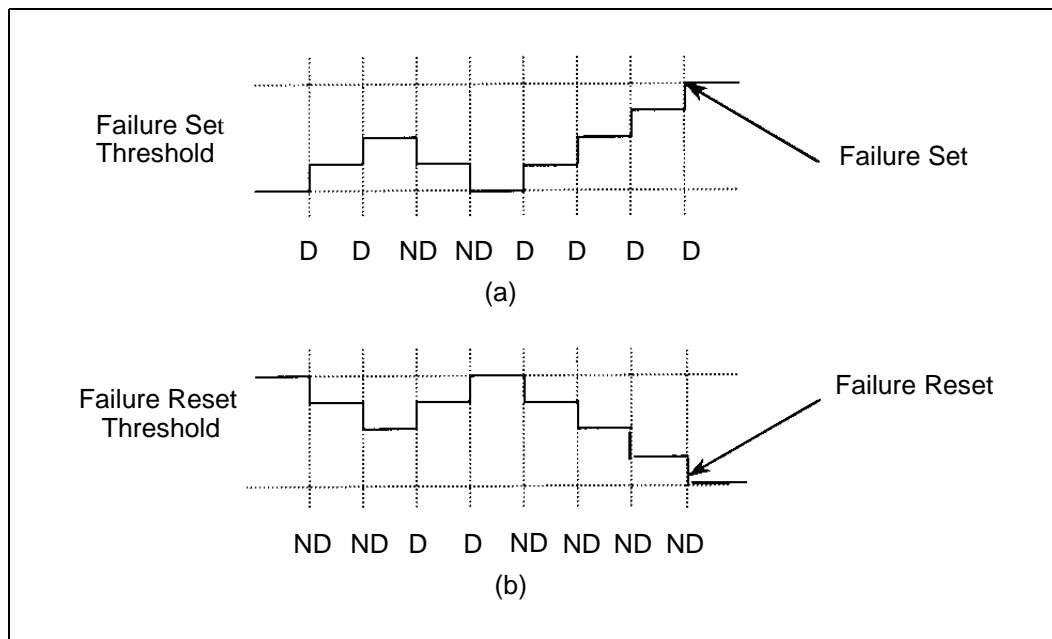 Failure Set
Threshold
Failure Set
D D ND ND D D D D
(a)
Failure Reset
Threshold
Failure Reset
ND ND D D ND ND ND ND
(b)